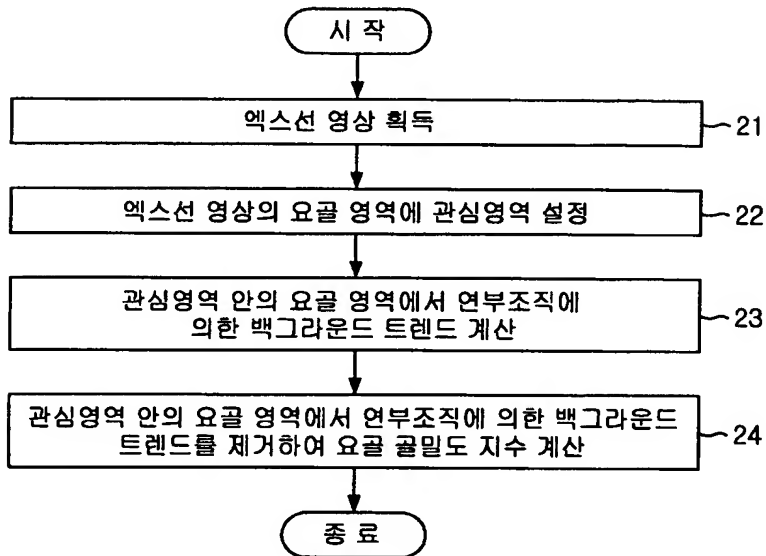 시 작
엑스선 영상 획득
21
엑스선 영상의 요골 영역에 관심영역 설정
22
관심영역 안의 요골 영역에서 연부조직에
의한 백그라운드 트렌드 계산
23
관심영역 안의 요골 영역에서 연부조직에 의한 백그라운드
트렌드를 제거하여 요골 골밀도 지수 계산
24
종 료